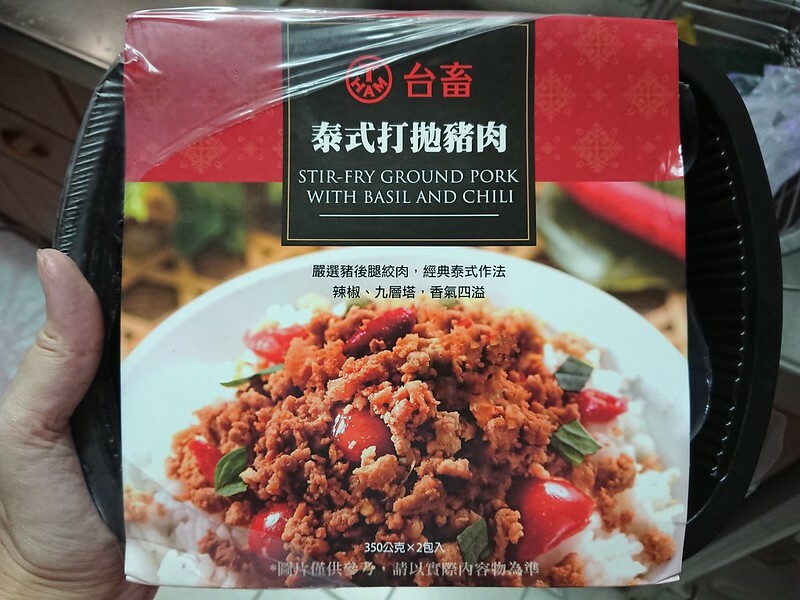 T HAM 台畜
泰式打拋豬肉
STIR-FRY GROUND PORK
WITH BASIL AND CHILI
嚴選豬後腿絞肉，經典泰式作法
辣椒、九層塔，香氣四溢
350公克×2包入
*圖片僅供參考，請以實際內容物為準